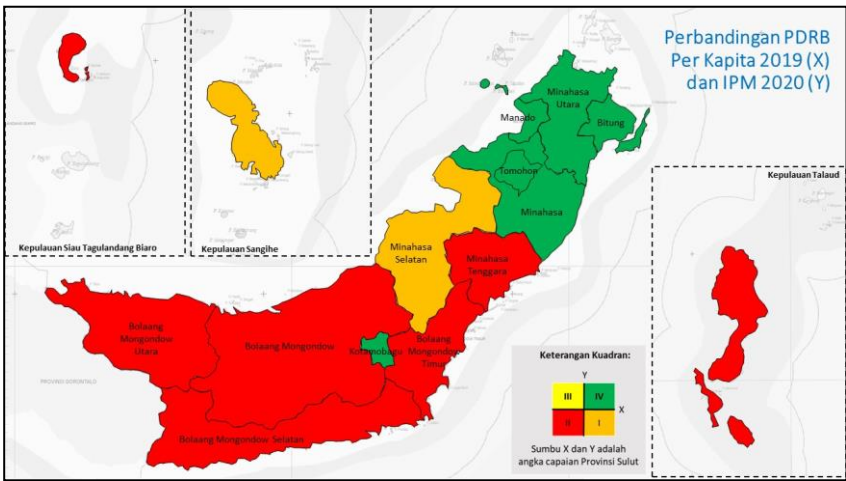 Perbandingan PDRB
Per Kapita 2019 (X)
dan IPM 2020 (Y)
Minahasa
Utara
Manado
Bitung
Tomohon
Minahasa
Kepulauan Talaud
Kepulauan Siau Tagulandang Biaro
Kepulauan Sangihe
Minahasa
Selatan
Minahasa
Tenggara
Bolaang
Mongondow
Utara
Bolaang Mongondow
Kotamobagu
Bolaang
Mongondow
Timur
Bolaang Mongondow Selatan
PROVINSI GORONTALO
Keterangan Kuadran:
Y
III IV
X
II I
Sumbu X dan Y adalah
angka capaian Provinsi Sulut